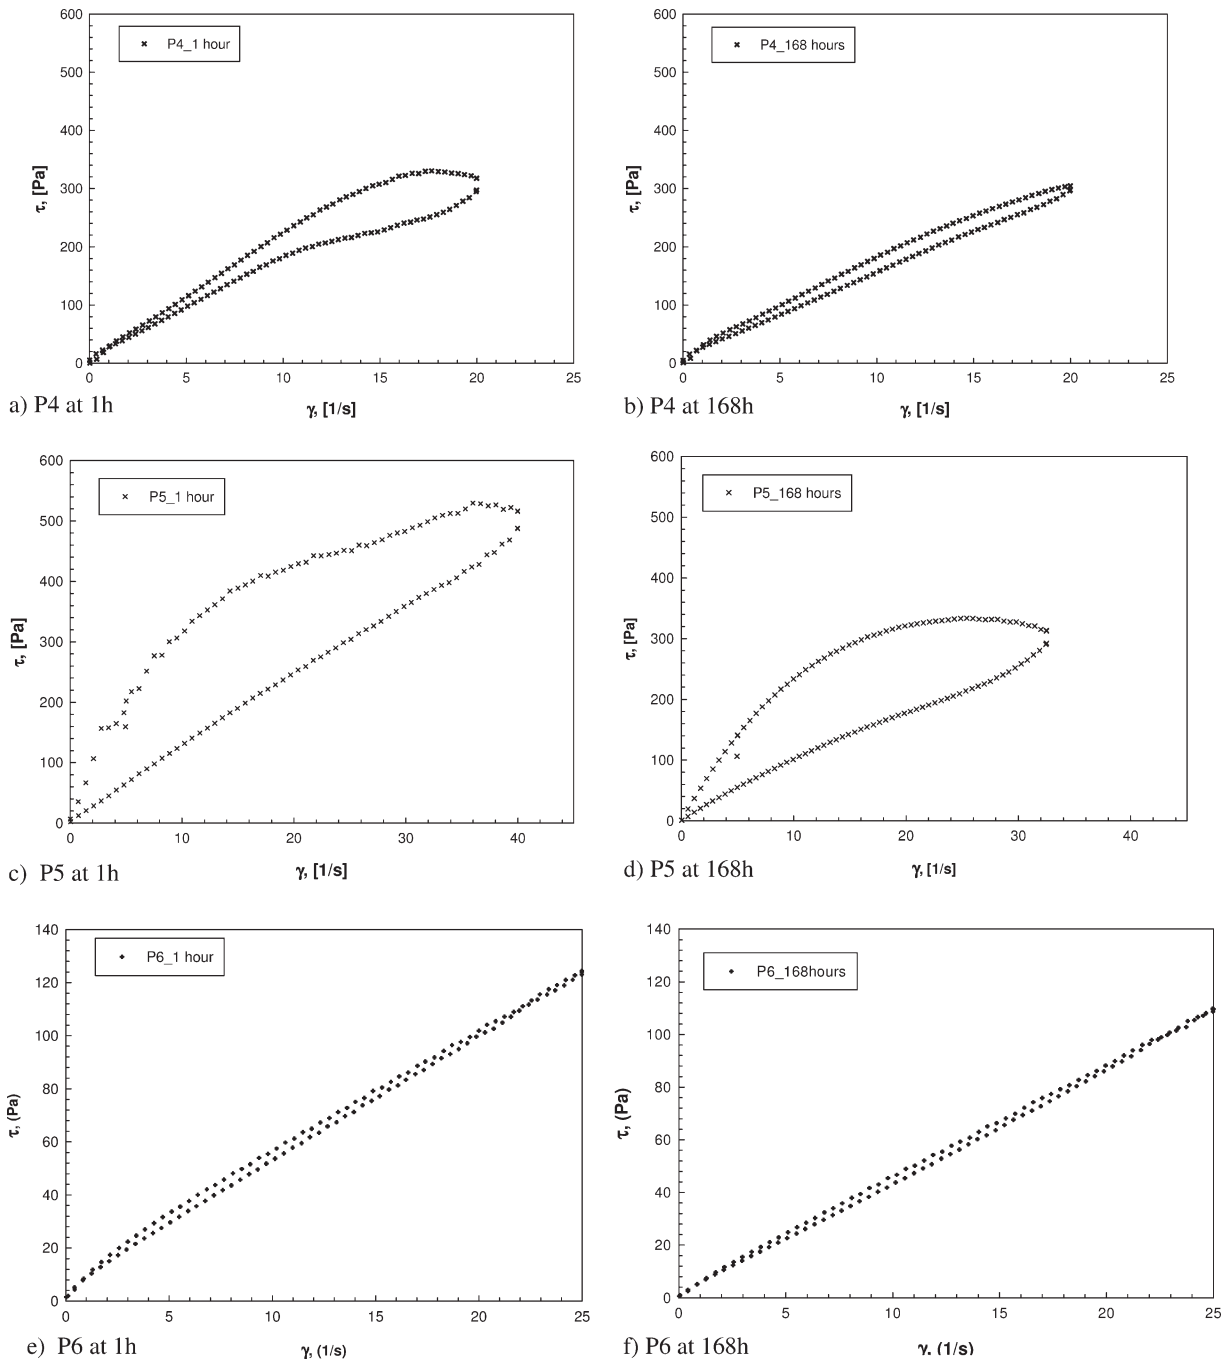 600
500
400
300
200
100
0
τ, [Pa]
P4_1 hour
0 5 10 15 20 25
a) P4 at 1h
γ, [1/s]
600
500
400
300
200
100
0
τ, [Pa]
P4_168 hours
0 5 10 15 20 25
b) P4 at 168h
γ, [1/s]
600
500
400
300
200
100
0
τ, [Pa]
P5_1 hour
0 10 20 30 40
c) P5 at 1h
γ, [1/s]
600
500
400
300
200
100
0
τ, [Pa]
P5_168 hours
0 10 20 30 40
d) P5 at 168h
γ, [1/s]
140
120
100
80
60
40
20
0
τ, (Pa)
P6_1 hour
0 5 10 15 20 25
e) P6 at 1h
γ, (1/s)
140
120
100
80
60
40
20
0
τ, (Pa)
P6_168hours
0 5 10 15 20 25
f) P6 at 168h
γ, (1/s)